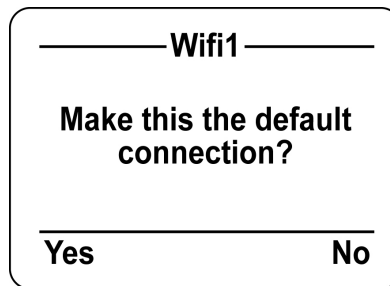 Wifi1
Make this the default
connection?
Yes No